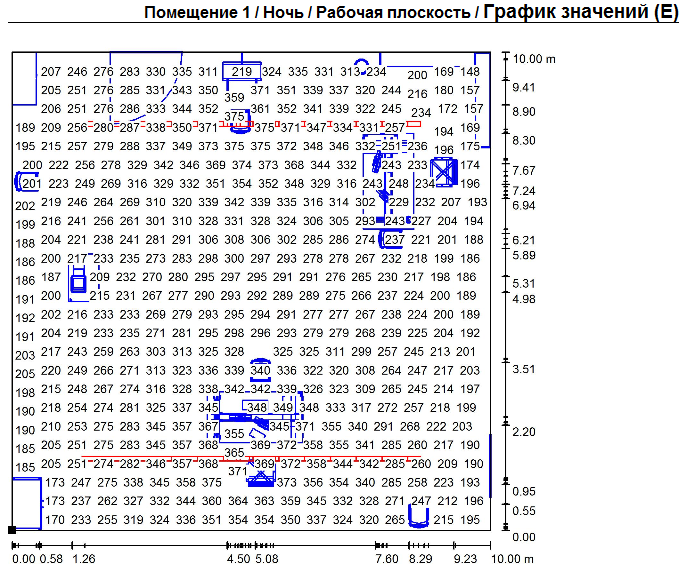 Помещение 1 / Ночь / Рабочая плоскость / График значений (E)
10.00 m
207 246 276 283 330 335 311 219 324 335 331 313 234 200 169 148
9.41
205 251 276 285 331 343 350 371 351 339 337 320 244 216 180 157
359
206 251 276 286 333 344 352 361 352 341 339 322 245 234 172 157
8.90
375
189 209 256 280 287 338 350 371 375 371 347 334 331 257 194
8.30
195 215 257 279 288 337 349 373 375 375 372 348 346 332 251 236 196 175
200 222 256 278 329 342 346 369 374 373 368 344 332 243 233 174
7.67
201 223 249 269 316 329 332 351 354 352 348 329 316 243 248 234 196
7.24
202 219 246 264 269 310 320 339 342 339 335 316 314 302 229 232 207 193
6.94
199 216 241 256 261 301 310 328 331 328 324 306 305 293 243 227 204 194
188 204 221 238 241 281 291 306 308 306 302 285 286 274 237 221 201 188
6.21
186 200 217 233 235 273 283 298 300 297 295 278 278 267 232 218 199 186
5.89
186 187 209 232 270 280 295 297 295 291 291 276 265 230 217 198 186
5.31
191 200 215 231 267 277 290 293 292 289 289 275 266 237 224 200 189
4.98
192 202 216 233 233 269 279 293 295 294 292 277 277 267 238 224 200 189
191 204 219 233 235 271 281 295 298 296 293 279 277 268 239 225 204 192
203 217 243 259 263 303 313 325 328 325 325 311 299 257 245 213 201
3.51
205 220 249 266 271 313 323 336 339 340 336 322 320 308 264 247 217 203
198 215 248 267 274 316 328 338 342 342 339 326 323 309 265 245 214 197
190 218 254 274 281 325 337 345 348 349 348 333 317 272 257 218 199
190 210 253 275 283 345 357 367 355 345 371 355 340 291 268 222 203
2.20
185 205 251 275 283 345 357 368 365 369 372 358 355 341 285 260 217 190
185 205 251 274 282 346 357 368 371 369 372 358 344 342 285 260 209 190
173 247 275 338 345 358 375 373 356 354 340 285 258 223 193
0.95
173 237 262 327 332 344 360 364 363 359 345 332 328 271 247 212 196
0.55
170 233 255 319 324 336 351 354 354 350 337 324 320 265 215 195
0.00
0.00 0.58 1.26 4.50 5.08 7.60 8.29 9.23 10.00 m